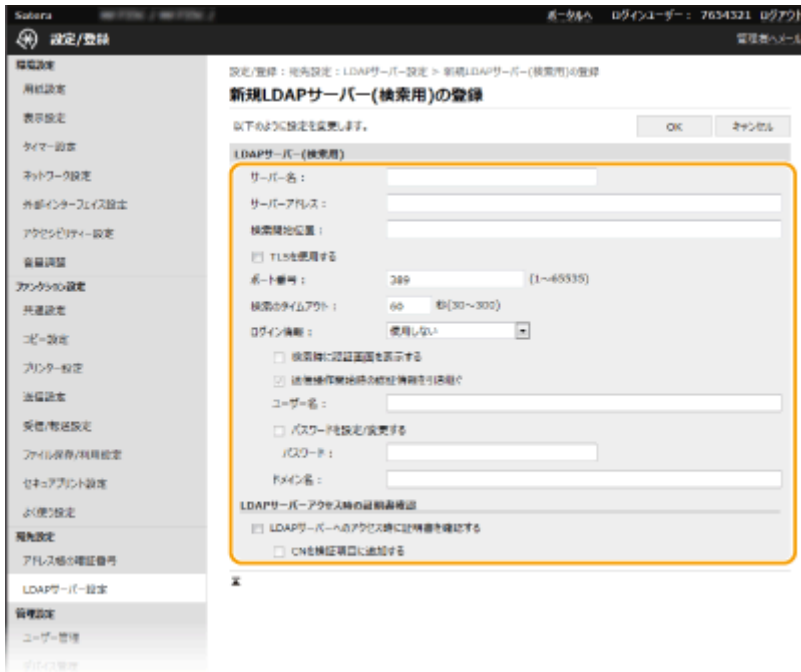 Satera
ポータルへ ログインユーザー： 7654321 ログアウト
設定/登録
管理者へメール
環境設定
用紙設定
表示設定
タイマー設定
ネットワーク設定
外部インターフェイス設定
アクセシビリティー設定
音量調整
ファンクション設定
共通設定
コピー設定
プリンター設定
送信設定
受信/転送設定
ファイル保存/利用設定
セキュアプリント設定
よく使う設定
宛先設定
アドレス帳の暗証番号
LDAPサーバー設定
管理設定
ユーザー管理
デバイス管理
設定/登録：宛先設定：LDAPサーバー設定 > 新規LDAPサーバー(検索用)の登録
新規LDAPサーバー(検索用)の登録
以下のように設定を変更します。
OK キャンセル
LDAPサーバー(検索用)
サーバー名：
サーバーアドレス：
検索開始位置：
TLSを使用する
ポート番号： 389 (1～65535)
検索のタイムアウト： 60 秒(30～300)
ログイン情報： 使用しない
検索時に認証画面を表示する
送信操作開始時の認証情報を引き継ぐ
ユーザー名：
パスワードを設定/変更する
パスワード：
ドメイン名：
LDAPサーバーアクセス時の証明書確認
LDAPサーバーへのアクセス時に証明書を確認する
CNを検証項目に追加する